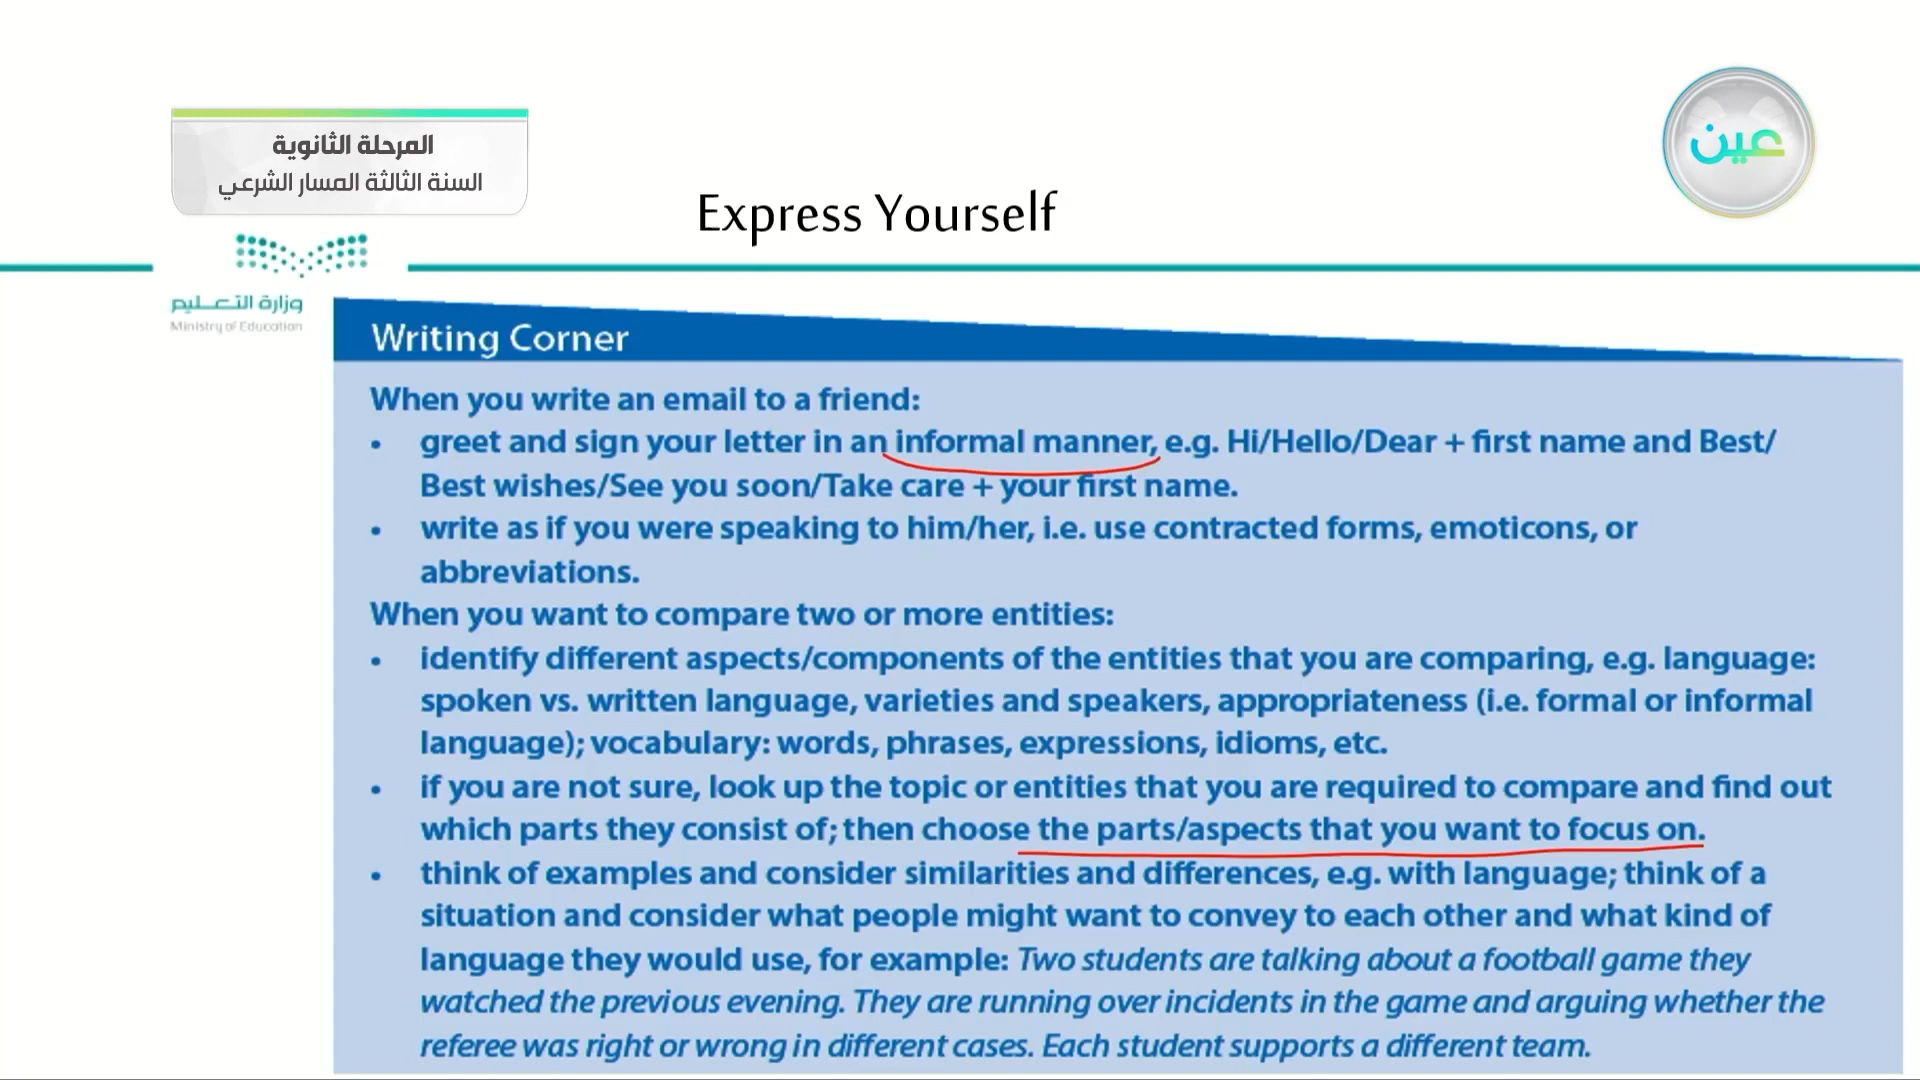 المرحلة الثانوية
السنة الثالثة المسار الشرعي
عين
Express Yourself
وزارة التعليم
Ministry of Education
Writing Corner
When you write an email to a friend:
• greet and sign your letter in an informal manner, e.g. Hi/Hello/Dear + first name and Best/
Best wishes/See you soon/Take care + your first name.
• write as if you were speaking to him/her, i.e. use contracted forms, emoticons, or
abbreviations.
When you want to compare two or more entities:
• identify different aspects/components of the entities that you are comparing, e.g. language:
spoken vs. written language, varieties and speakers, appropriateness (i.e. formal or informal
language); vocabulary: words, phrases, expressions, idioms, etc.
• if you are not sure, look up the topic or entities that you are required to compare and find out
which parts they consist of; then choose the parts/aspects that you want to focus on.
• think of examples and consider similarities and differences, e.g. with language; think of a
situation and consider what people might want to convey to each other and what kind of
language they would use, for example: Two students are talking about a football game they
watched the previous evening. They are running over incidents in the game and arguing whether the
referee was right or wrong in different cases. Each student supports a different team.